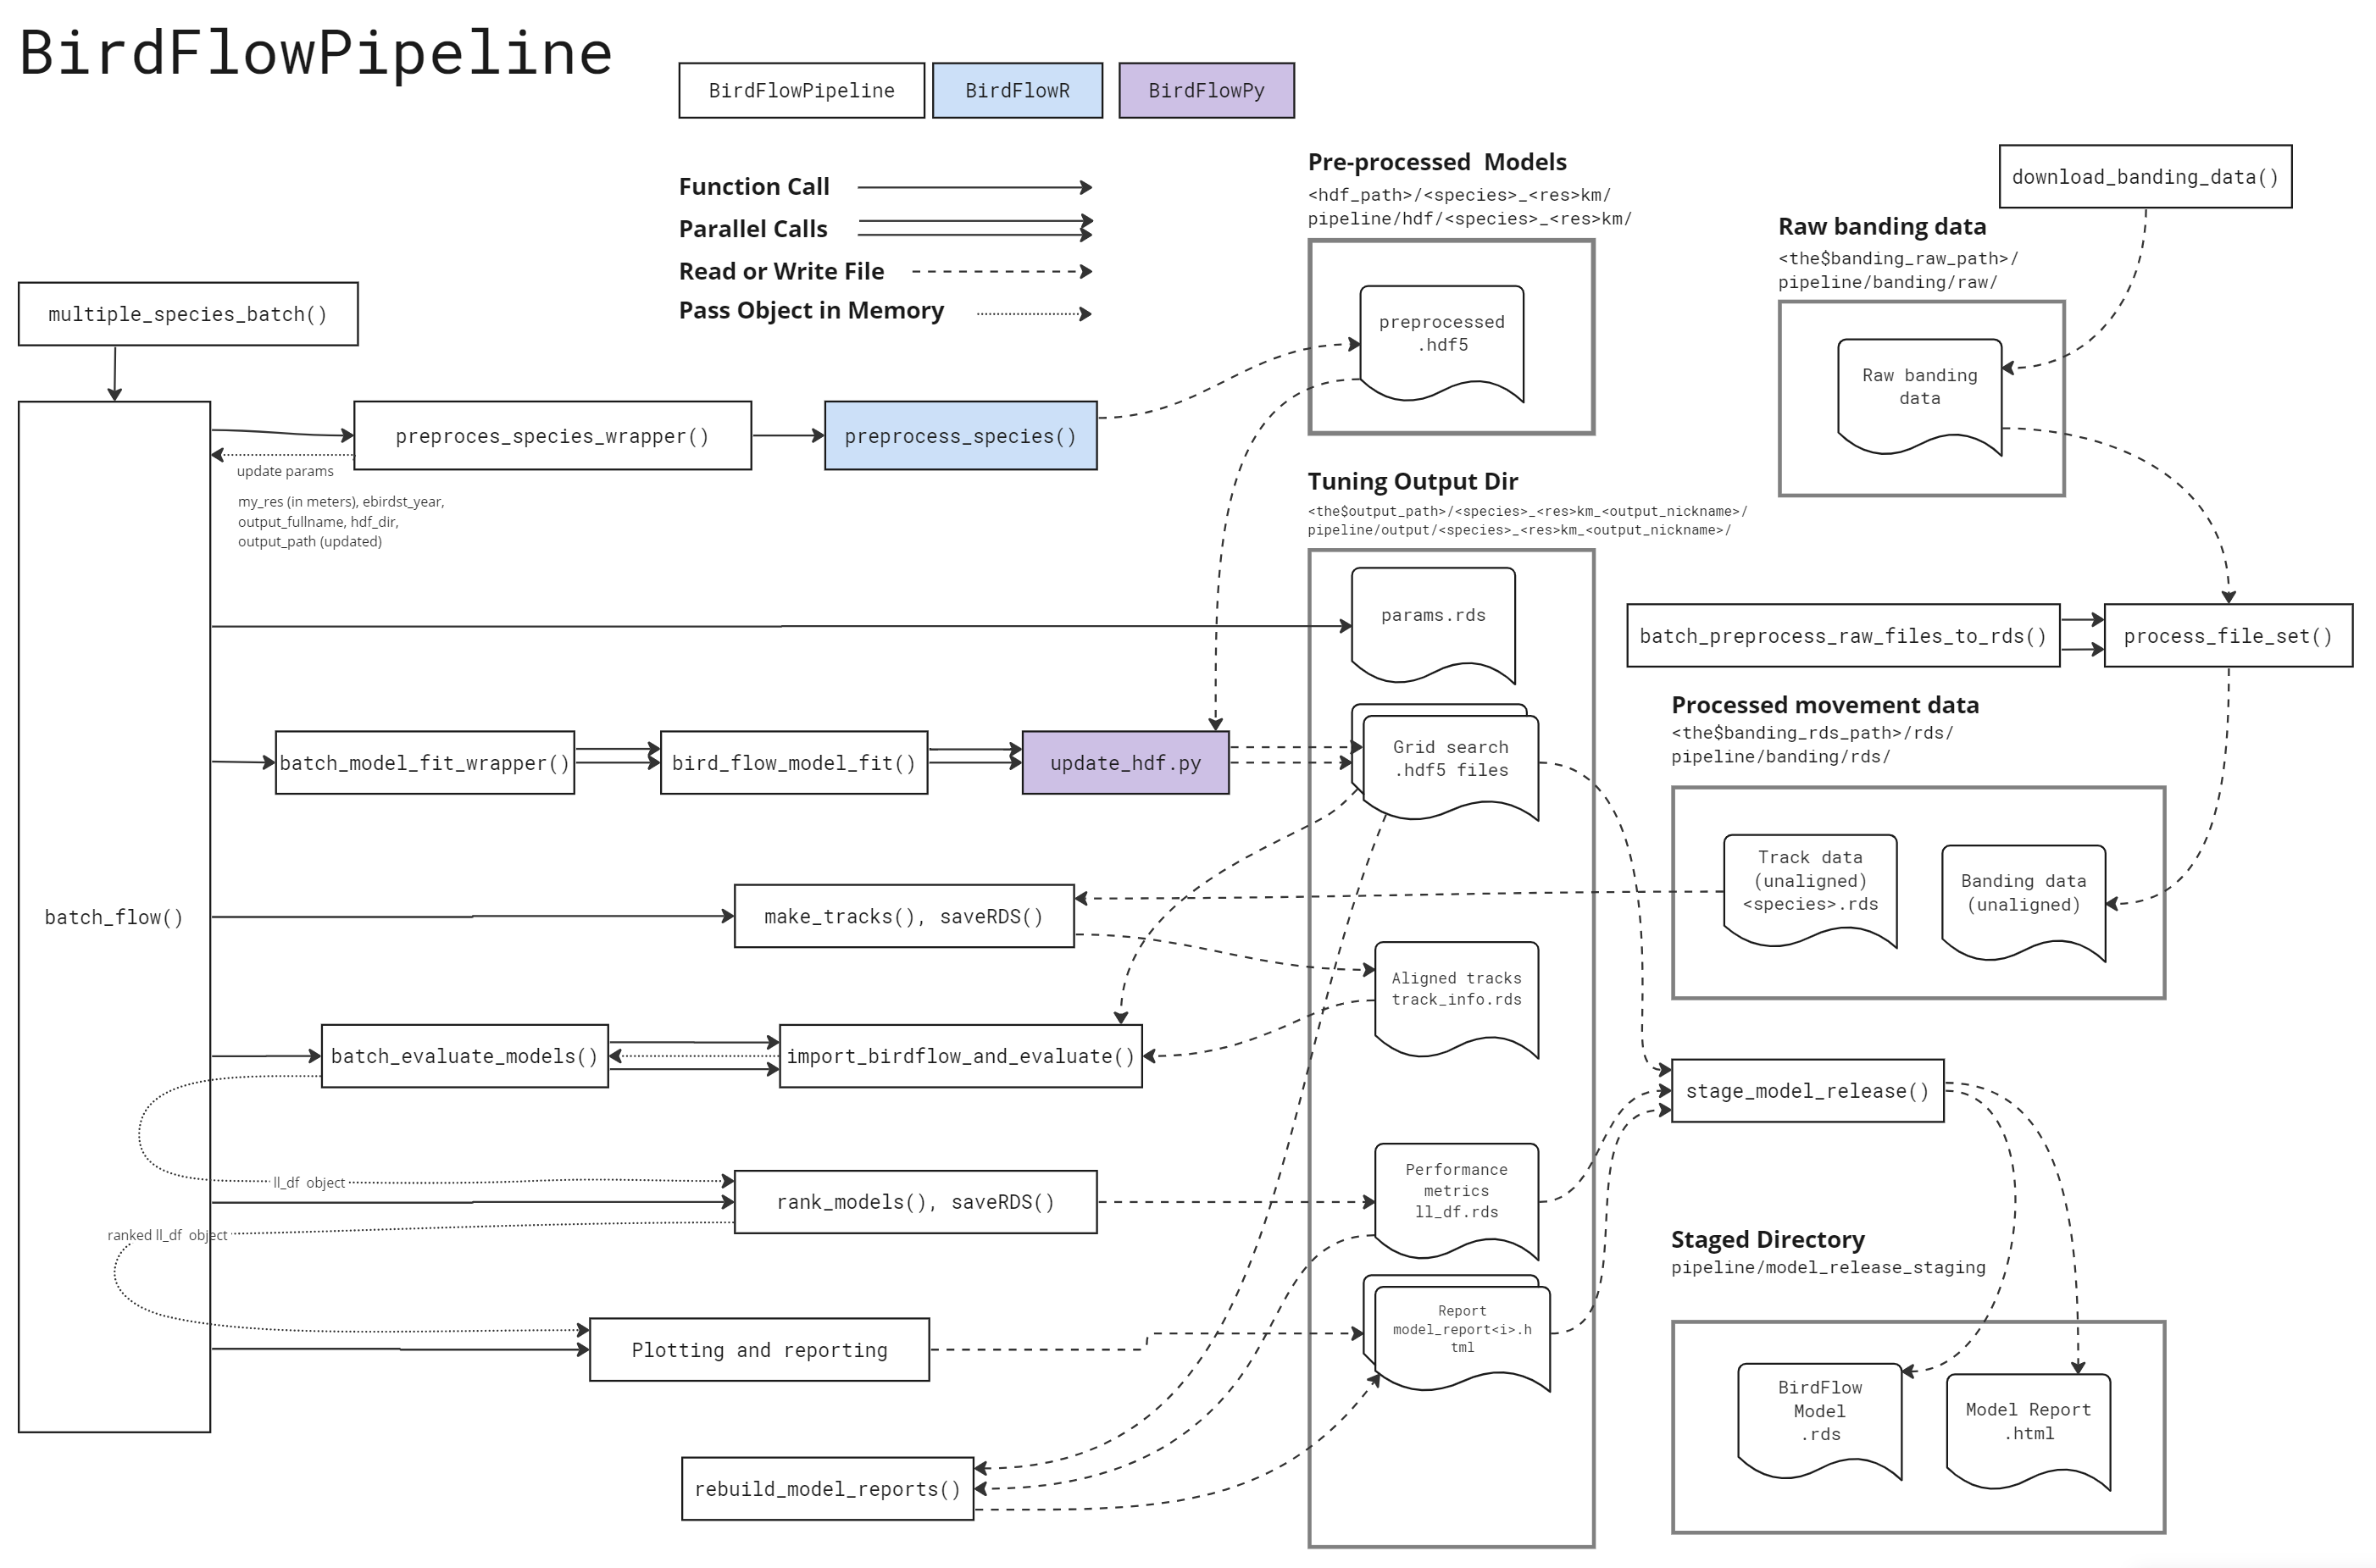 BirdFlowPipeline
BirdFlowPipeline
BirdFlowR
BirdFlowPy
Function Call
Parallel Calls
Read or Write File
Pass Object in Memory
Pre-processed  Models
<hdf_path>/<species>_<res>km/
pipeline/hdf/<species>_<res>km/
preprocessed
.hdf5
download_banding_data()
Raw banding data
<the$banding_raw_path>/
pipeline/banding/raw/
Raw banding
data
multiple_species_batch()
batch_flow()
preproces_species_wrapper()
preprocess_species()
update params
my_res (in meters), ebirdst_year,
output_fullname, hdf_dir,
output_path (updated)
Tuning Output Dir
<the$output_path>/<species>_<res>km_<output_nickname>/
pipeline/output/<species>_<res>km_<output_nickname>/
params.rds
batch_preprocess_raw_files_to_rds()
process_file_set()
batch_model_fit_wrapper()
bird_flow_model_fit()
update_hdf.py
Grid search
.hdf5 files
Processed movement data
<the$banding_rds_path>/rds/
pipeline/banding/rds/
Track data
(unaligned)
<species>.rds
Banding data
(unaligned)
make_tracks(), saveRDS()
Aligned tracks
track_info.rds
batch_evaluate_models()
import_birdflow_and_evaluate()
stage_model_release()
ll_df  object
rank_models(), saveRDS()
Performance
metrics
ll_df.rds
ranked ll_df  object
Staged Directory
pipeline/model_release_staging
Plotting and reporting
Report
model_report<i>.h
tml
BirdFlow
Model
.rds
Model Report
.html
rebuild_model_reports()